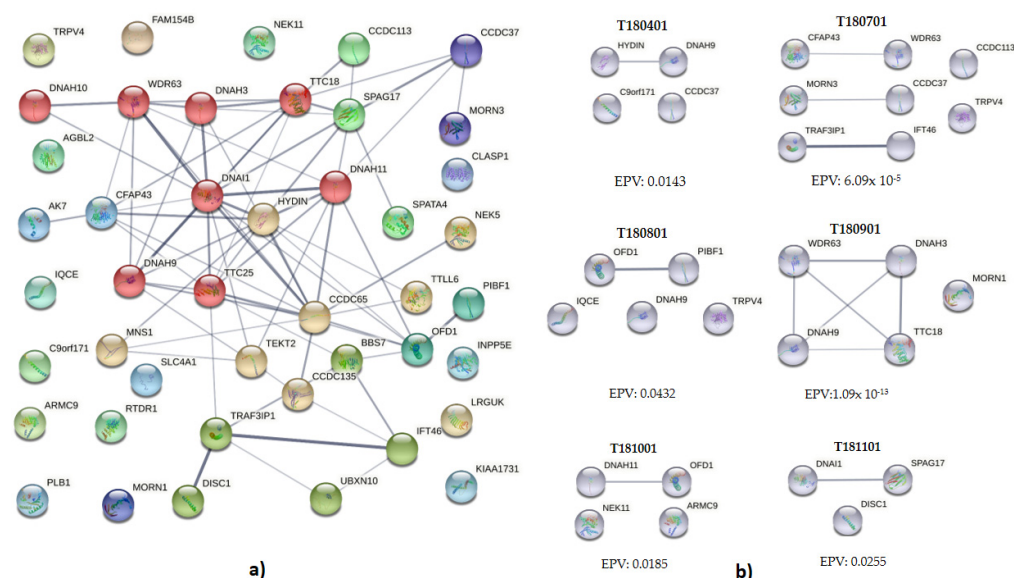 TRPV4
FAM154B
NEK11
CCDC113
CCDC37
DNAH10
WDR63
DNAH3
TTC18
SPAG17
MORN3
AGBL2
CLASP1
DNAH11
DNAI1
CFAP43
HYDIN
SPATA4
AK7
NEK5
DNAH9
TTC25
IQCE
TTLL6
PIBF1
CCDC65
MNS1
OFD1
C9orf171
SLC4A1
TEKT2
BBS7
INPP5E
CCDC135
ARMC9
RTDR1
TRAF3IP1
LRGUK
IFT46
PLB1
MORN1
DISC1
UBXN10
KIAA1731
a)
T180401
HYDIN
DNAH9
C9orf171
CCDC37
EPV: 0.0143
T180701
CFAP43
WDR63
CCDC113
MORN3
CCDC37
TRPV4
TRAF3IP1
IFT46
EPV: 6.09x 10-5
T180801
OFD1
PIBF1
IQCE
DNAH9
TRPV4
EPV: 0.0432
T180901
WDR63
DNAH3
MORN1
DNAH9
TTC18
EPV:1.09x 10-13
T181001
DNAH11
OFD1
NEK11
ARMC9
EPV: 0.0185
T181101
DNAI1
SPAG17
DISC1
EPV: 0.0255
b)